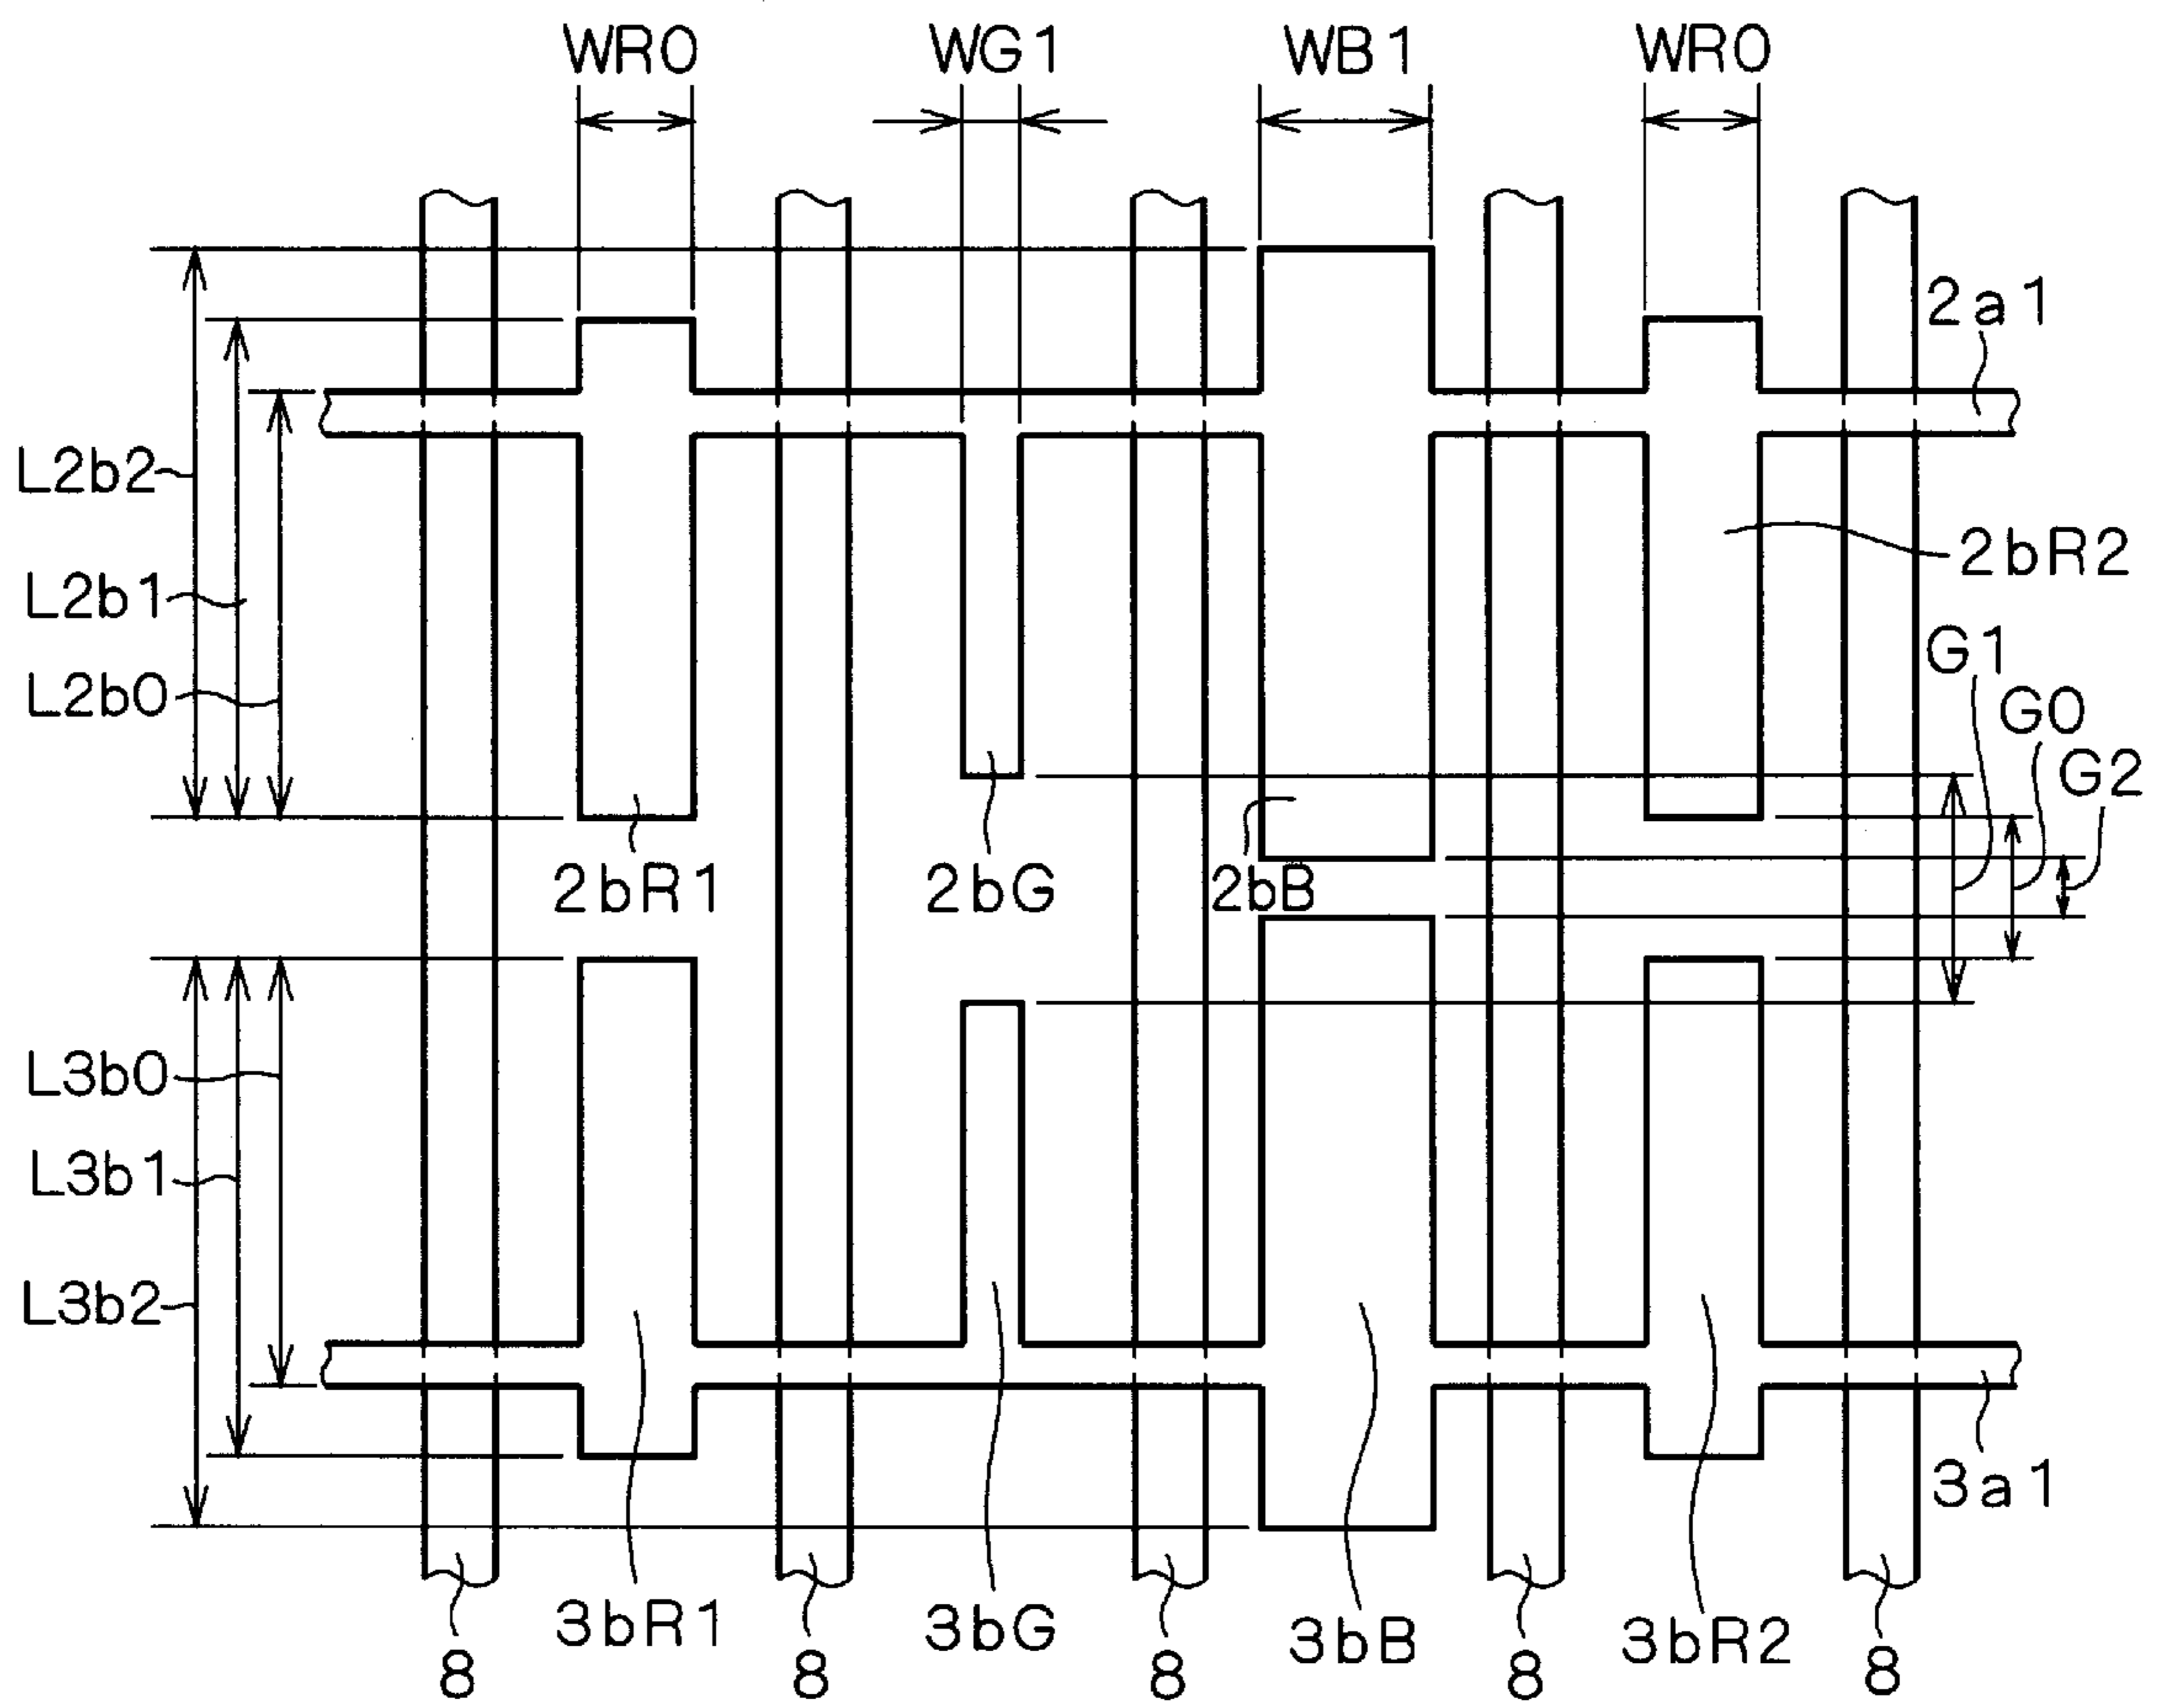 WR0 WG1 WB1 WR0
2a1
L2b2
2bR2
L2b1
G1
L2b0
G0
G2
2bR1 2bG 2bB
L3b0
L3b1
L3b2
3a1
3bR1 3bG 3bB 3bR2
8 8 8 8 8